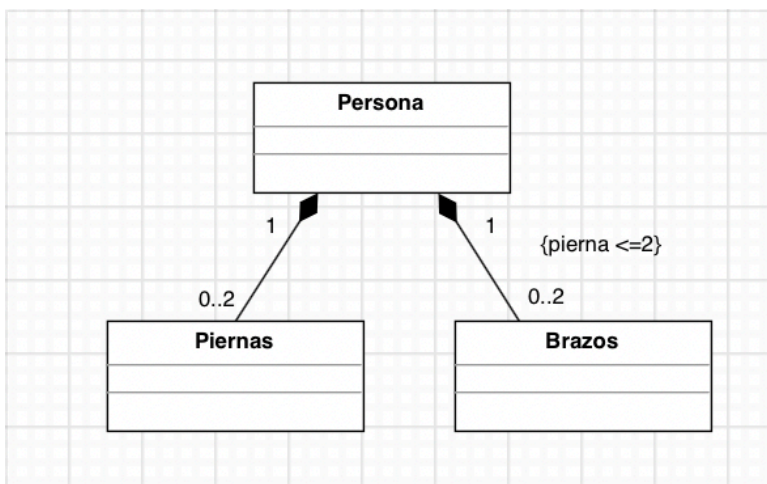 Persona
1
1
{pierna <=2}
0..2
0..2
Piernas
Brazos